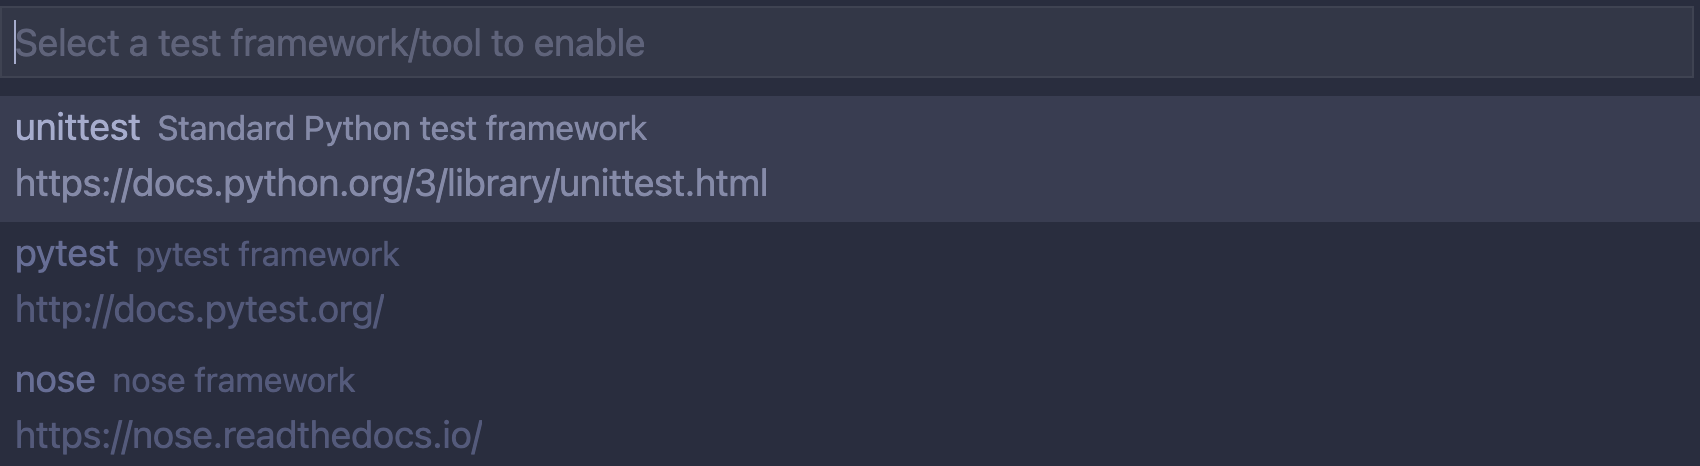 Select a test framework/tool to enable
unittest Standard Python test framework
https://docs.python.org/3/library/unittest.html
pytest pytest framework
http://docs.pytest.org/
nose nose framework
https://nose.readthedocs.io/